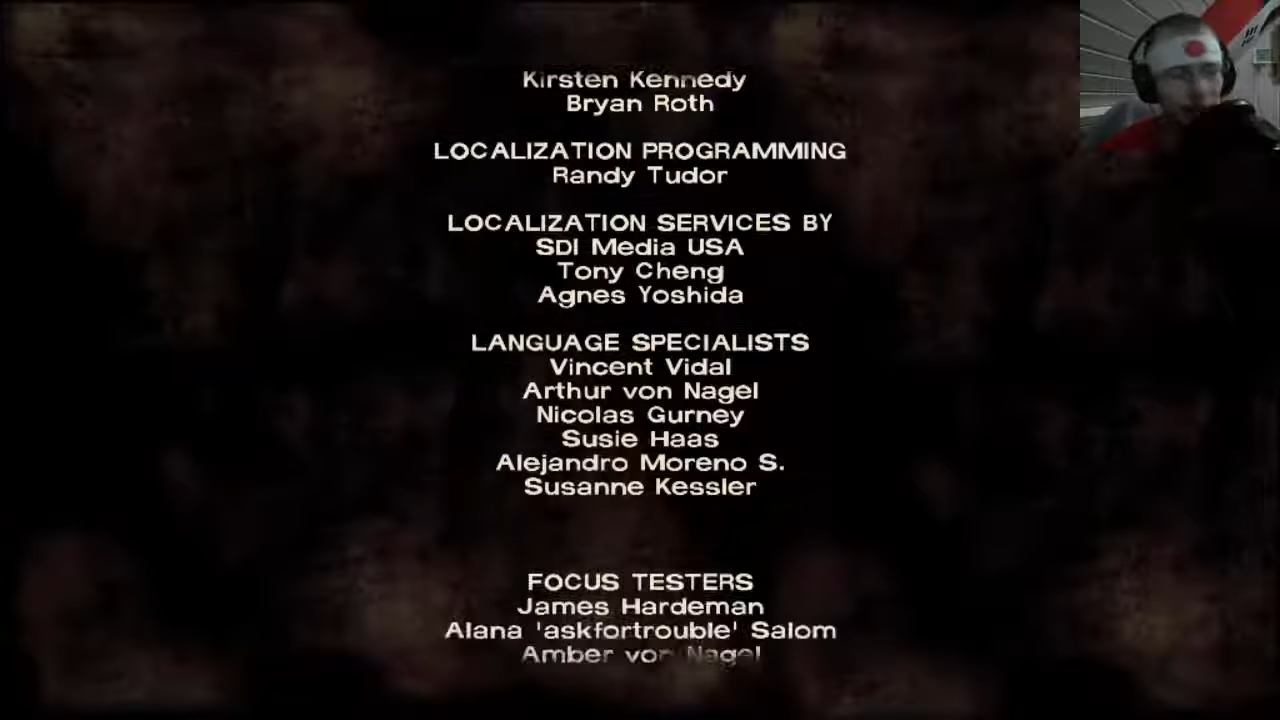 Kirsten Kennedy
Bryan Roth
LOCALIZATION PROGRAMMING
Randy Tudor
LOCALIZATION SERVICES BY
SDI Media USA
Tony Cheng
Agnes Yoshida
LANGUAGE SPECIALISTS
Vincent Vidal
Arthur von Nagel
Nicolas Gurney
Susie Haas
Alejandro Moreno S.
Susanne Kessler
FOCUS TESTERS
James Hardeman
Alana 'askfortrouble' Salom
Amber von Nagel